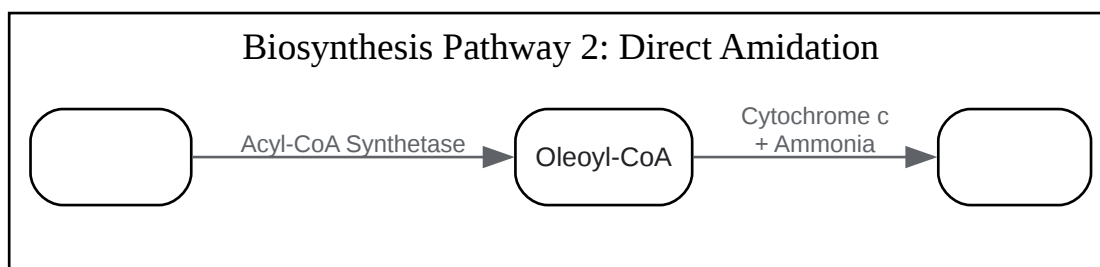 Biosynthesis Pathway 2: Direct Amidation
Acyl-CoA Synthetase
Oleoyl-CoA
Cytochrome c
+ Ammonia